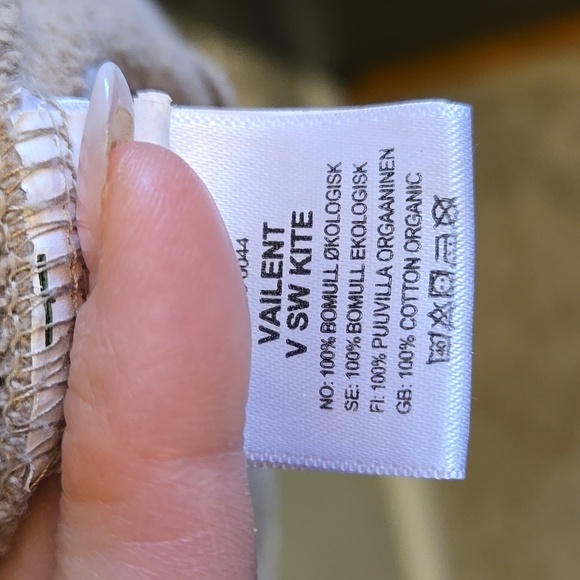 0044
VAILENT
V SW KITE
NO: 100% BOMULL ØKOLOGISK
SE: 100% BOMULL EKOLOGISK
FI: 100% PUUVILLA ORGAANINEN
GB: 100% COTTON ORGANIC